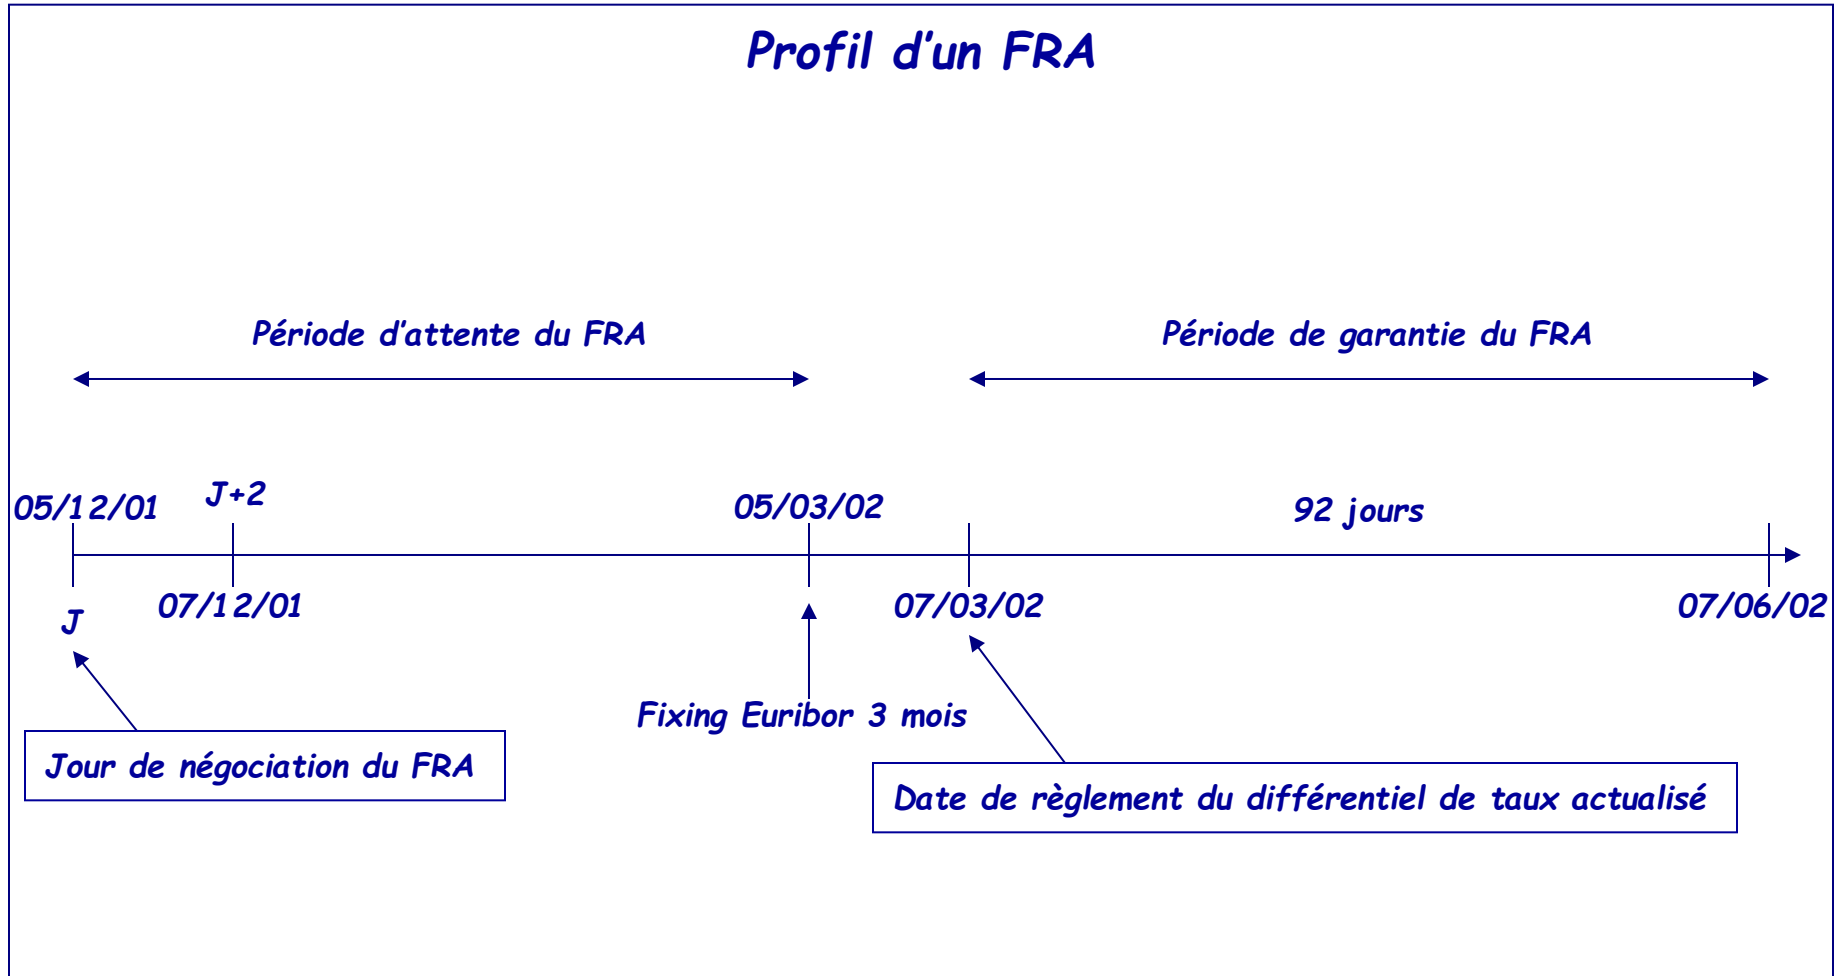 Profil d'un FRA
Période d'attente du FRA
Période de garantie du FRA
05/12/01
J+2
05/03/02
92 jours
J
07/12/01
07/03/02
07/06/02
Fixing Euribor 3 mois
Jour de négociation du FRA
Date de règlement du différentiel de taux actualisé